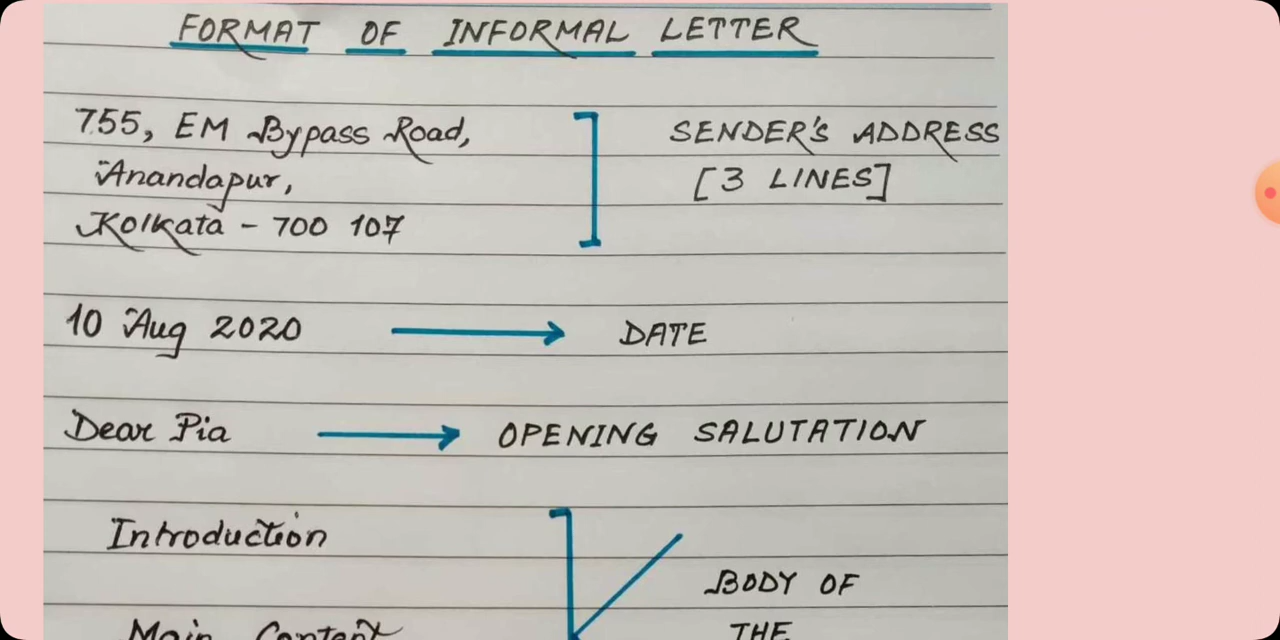 FORMAT OF INFORMAL LETTER
755, EM Bypass Road,
Anandapur,
Kolkata - 700 107
SENDER'S ADDRESS
[3 LINES]
10 Aug 2020
DATE
Dear Pia
OPENING SALUTATION
Introduction
Main Content
BODY OF
THE